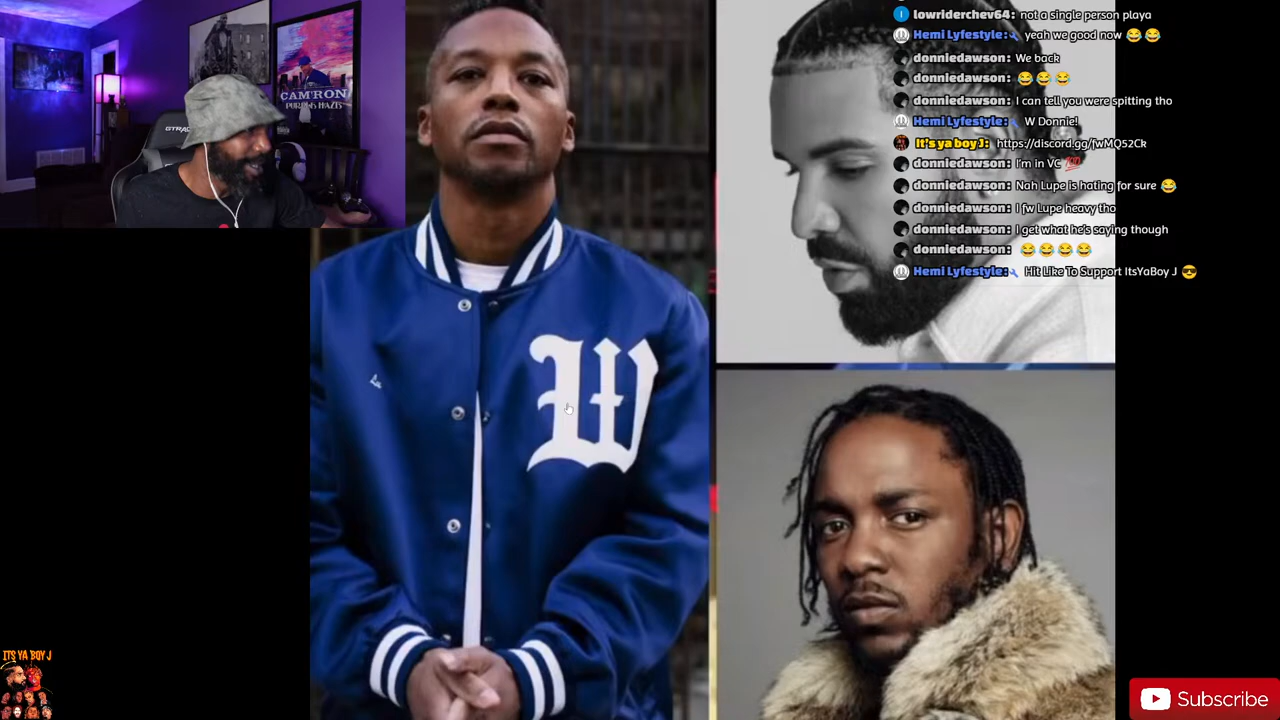 lowriderchev64: not a single person playa
Hemi Lyfestyle: yeah we good now 😂 😂
donniedawson: We back
donniedawson: 😂 😂 😂
donniedawson: I can tell you were spitting tho
Hemi Lyfestyle: W Donnie!
It's ya boy J: https://discord.gg/fwMQ52Crk
donniedawson: I'm in VC 💯
donniedawson: Nah Lupe is hating for sure 😂
donniedawson: I fw Lupe heavy tho
donniedawson: I get what he's saying though
donniedawson: 😂 😂 😂 😂
Hemi Lyfestyle: Hit Like To Support ItsYaBoy J 😎
CAM'RON
PURPLE HAZE
GTRAC
W
ITS YA BOY J
Subscribe